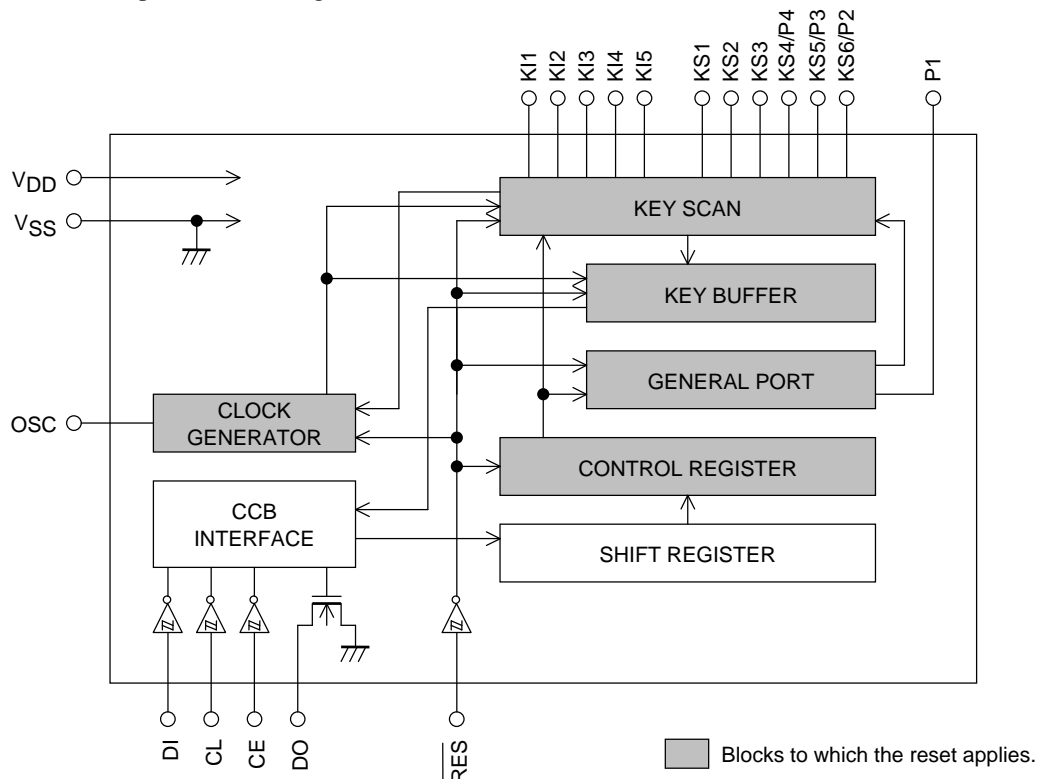 KI1
KI2
KI3
KI4
KI5
KS1
KS2
KS3
KS4/P4
KS5/P3
KS6/P2
P1
VDD
VSS
KEY SCAN
KEY BUFFER
GENERAL PORT
OSC
CLOCK
GENERATOR
CONTROL REGISTER
CCB
INTERFACE
SHIFT REGISTER
DI
CL
CE
DO
RES
Blocks to which the reset applies.